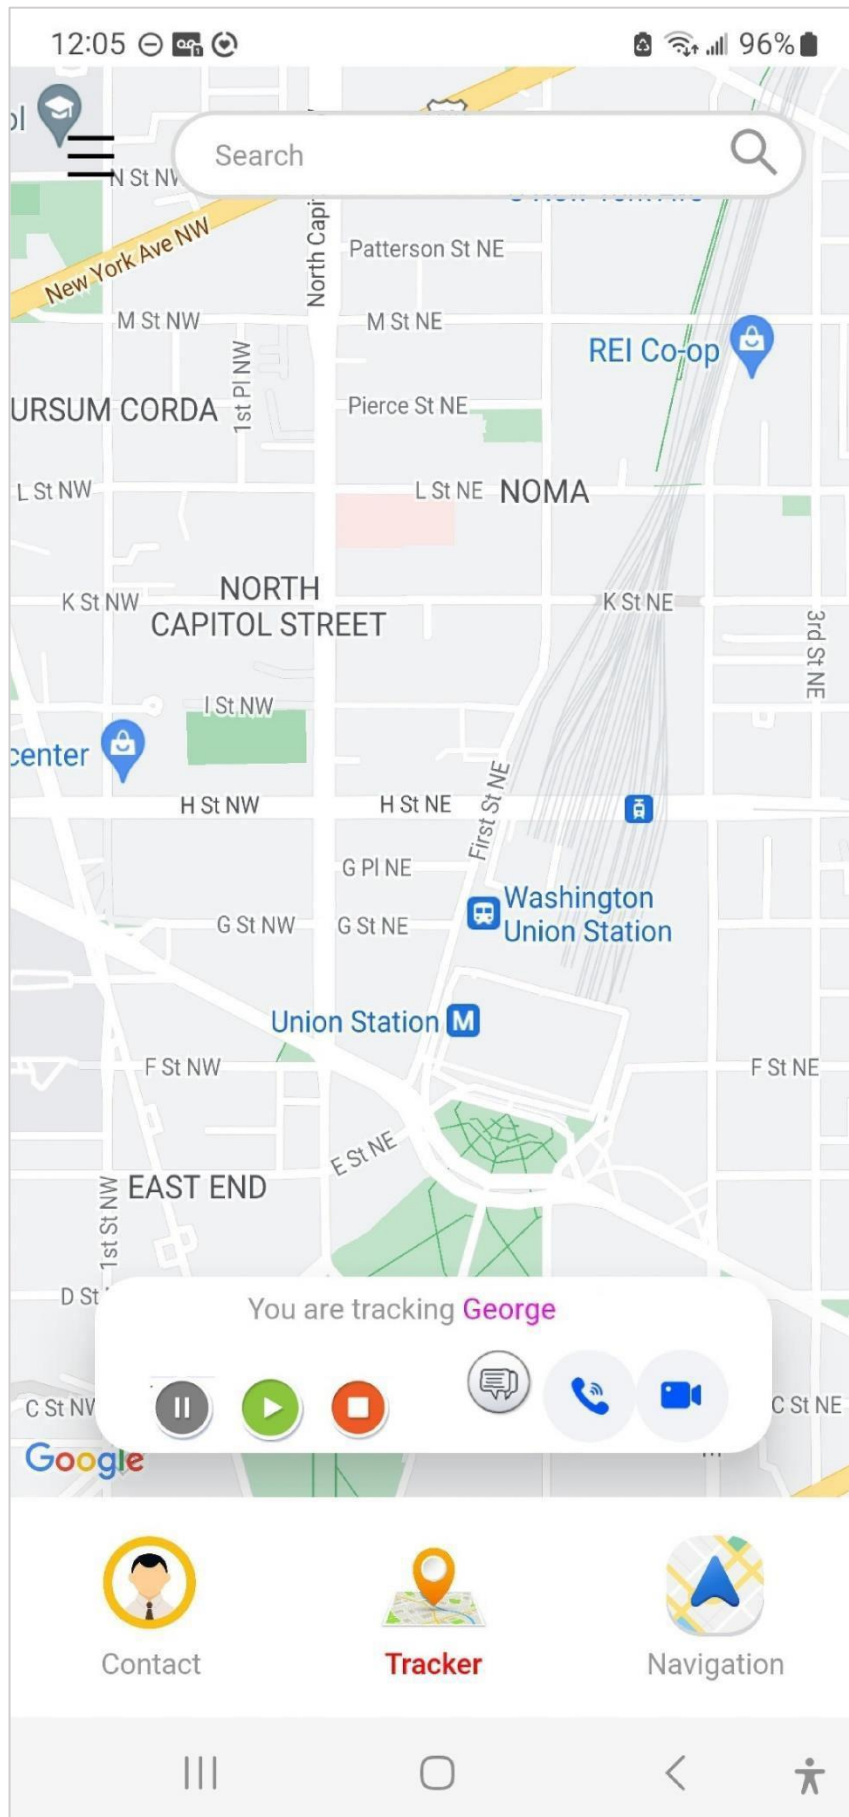 12:05
96%
Search
N St NW
New York Ave NW
North Capi
Patterson St NE
M St NW
M St NE
1st Pl NW
REI Co-op
URSUM CORDA
Pierce St NE
L St NW
L St NE
NOMA
NORTH
CAPITOL STREET
K St NW
K St NE
3rd St NE
I St NW
center
H St NW
H St NE
First St NE
G Pl NE
Washington
Union Station
G St NW
G St NE
Union Station M
F St NW
F St NE
E St NE
EAST END
1st St NW
D St
You are tracking George
C St NW
C St NE
Google
Contact
Tracker
Navigation